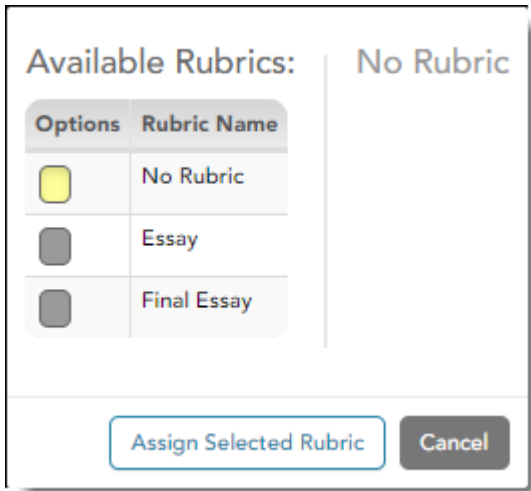 Available Rubrics:
No Rubric
Options Rubric Name
No Rubric
Essay
Final Essay
Assign Selected Rubric
Cancel